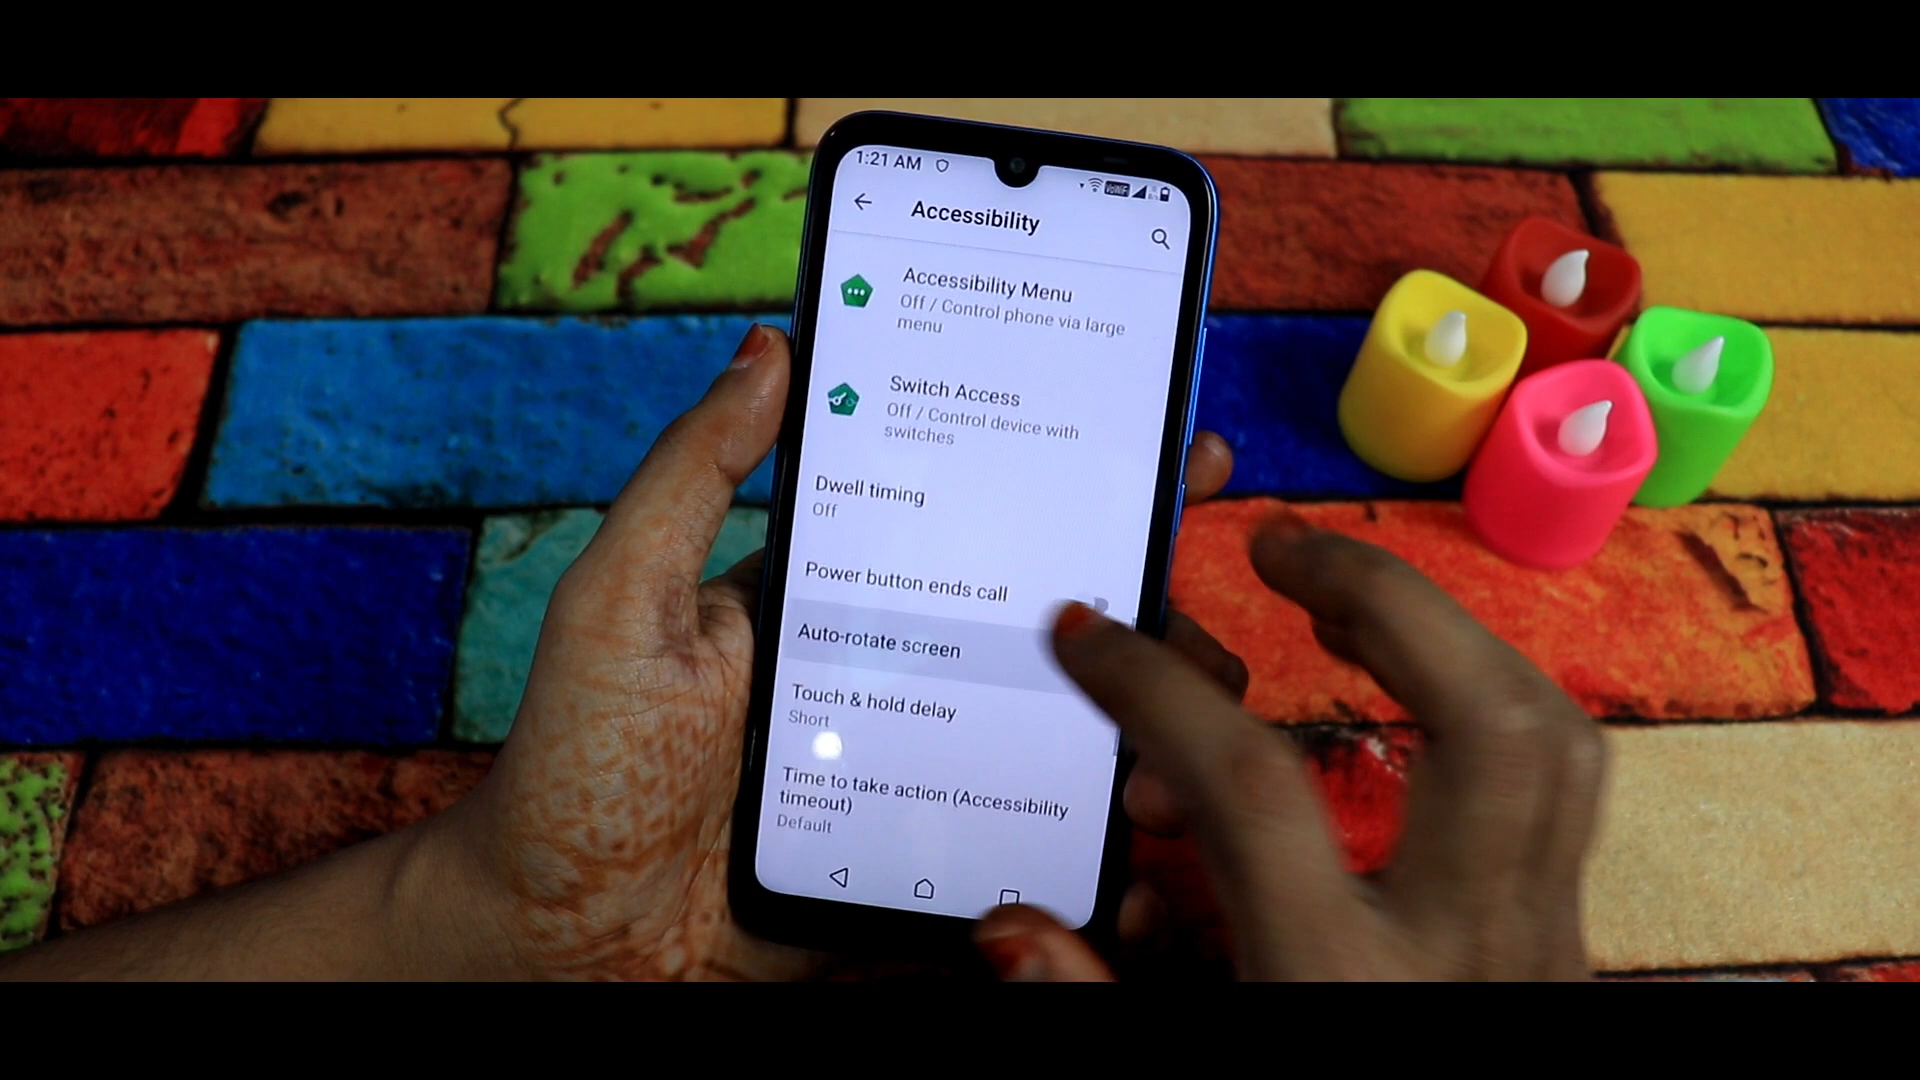 1:21 AM
VoWiFi
Accessibility
Accessibility Menu
Off / Control phone via large
menu
Switch Access
Off / Control device with
switches
Dwell timing
Off
Power button ends call
Auto-rotate screen
Touch & hold delay
Short
Time to take action (Accessibility
timeout)
Default